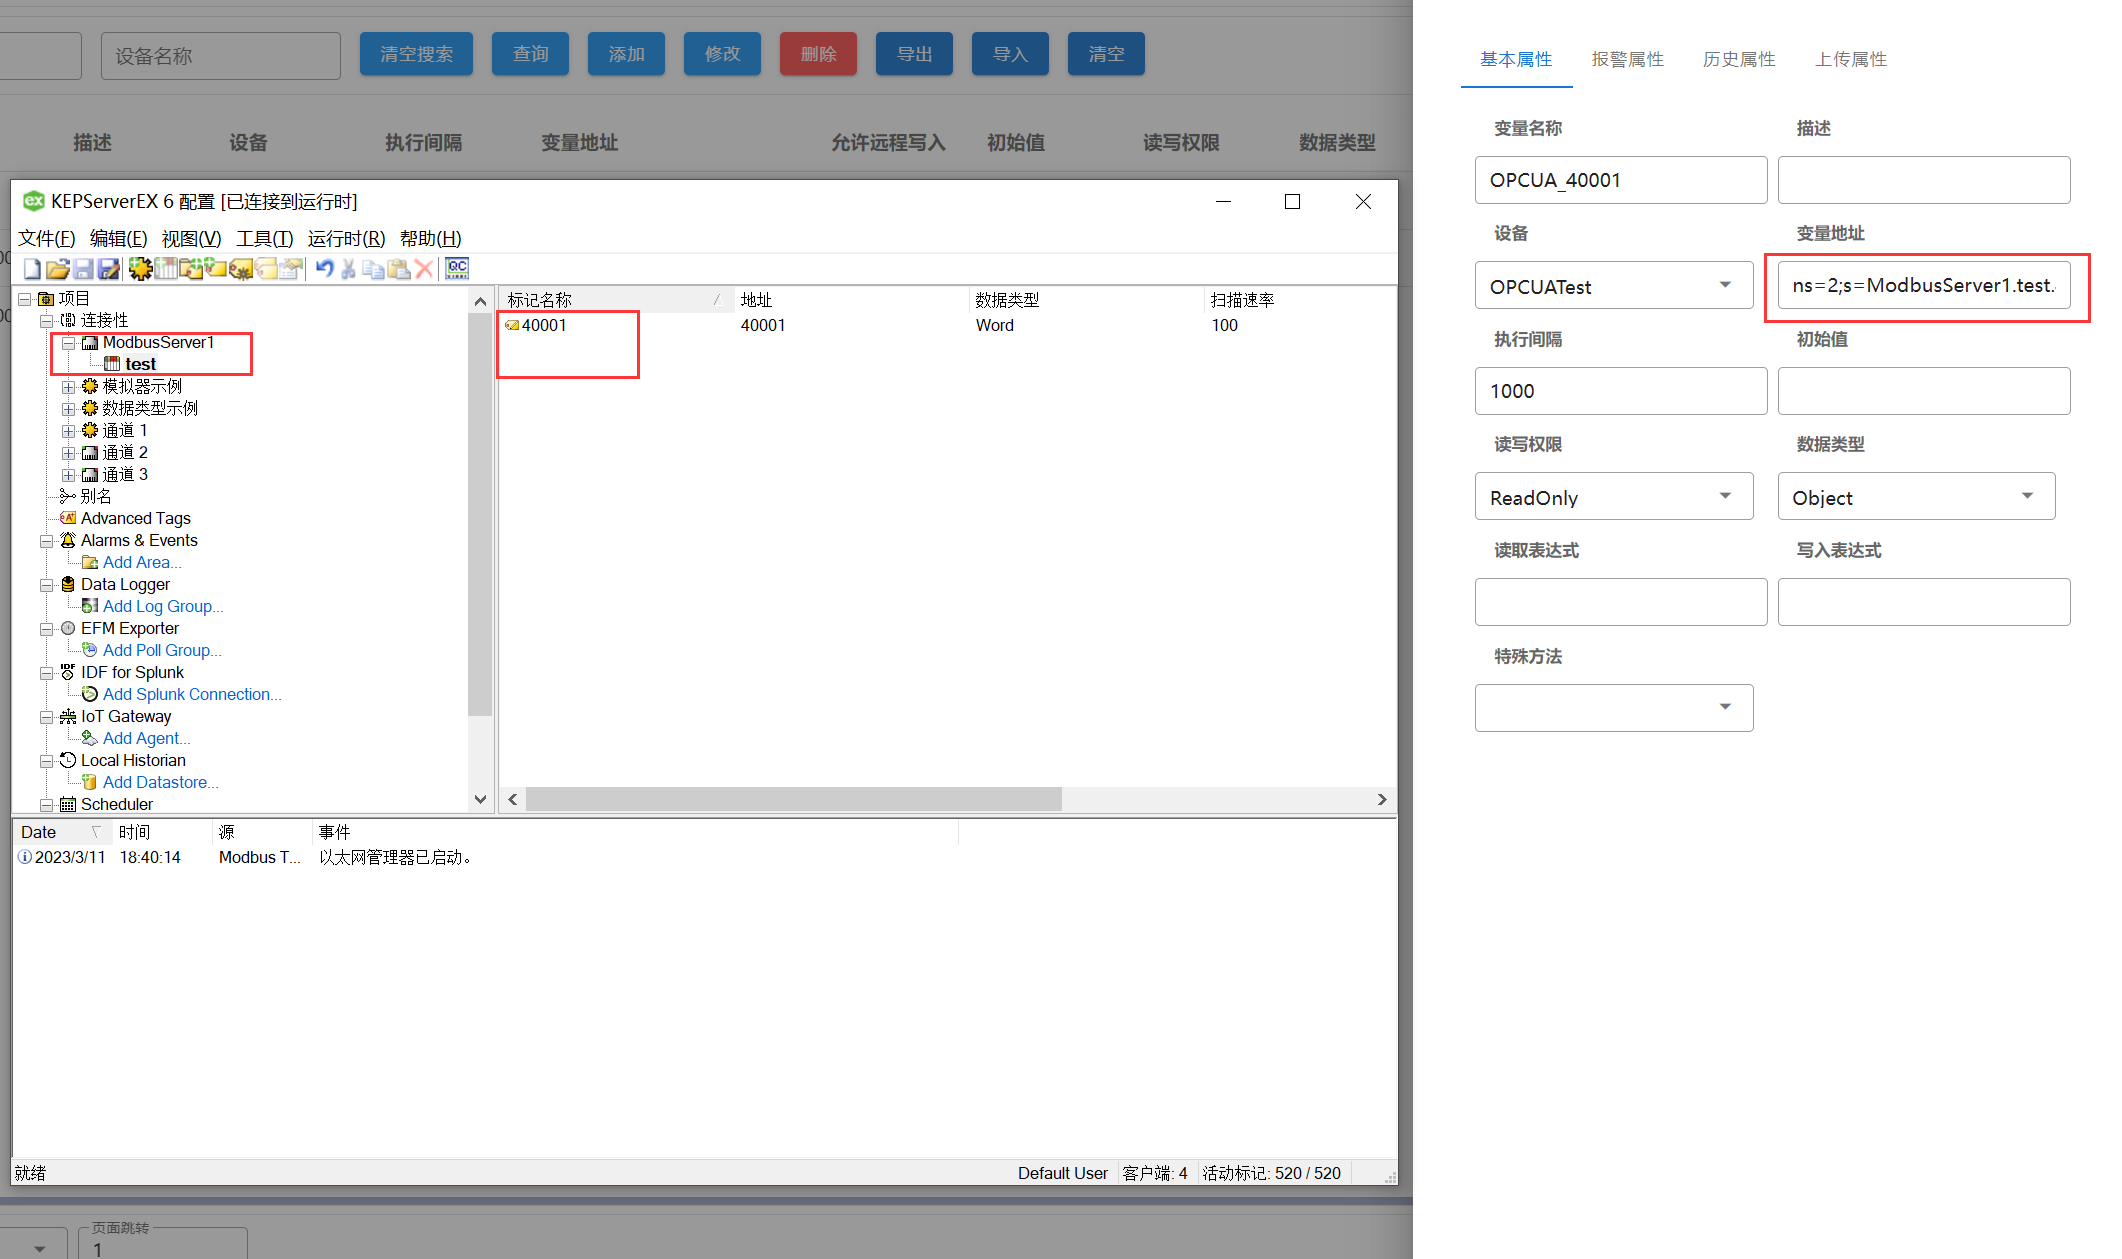 设备名称
清空搜索
查询
添加
修改
删除
导出
导入
清空
描述 设备 执行间隔 变量地址 允许远程写入 初始值 读写权限 数据类型
KEPServerEX 6 配置 [已连接到运行时]
文件(F) 编辑(E) 视图(V) 工具(T) 运行时(R) 帮助(H)
项目
连接性
ModbusServer1
test
模拟器示例
数据类型示例
通道 1
通道 2
通道 3
别名
Advanced Tags
Alarms & Events
Add Area...
Data Logger
Add Log Group...
EFM Exporter
Add Poll Group...
IDF for Splunk
Add Splunk Connection...
IoT Gateway
Add Agent...
Local Historian
Add Datastore...
Scheduler
标记名称 地址 数据类型 扫描速率
40001 40001 Word 100
Date 时间 源 事件
2023/3/11 18:40:14 Modbus T... 以太网管理器已启动。
就绪
Default User 客户端: 4 活动标记: 520 / 520
页面跳转
1
基本属性 报警属性 历史属性 上传属性
变量名称 描述
OPCUA_40001
设备 变量地址
OPCUATest ns=2;s=ModbusServer1.test.
执行间隔 初始值
1000
读写权限 数据类型
ReadOnly Object
读取表达式 写入表达式
特殊方法